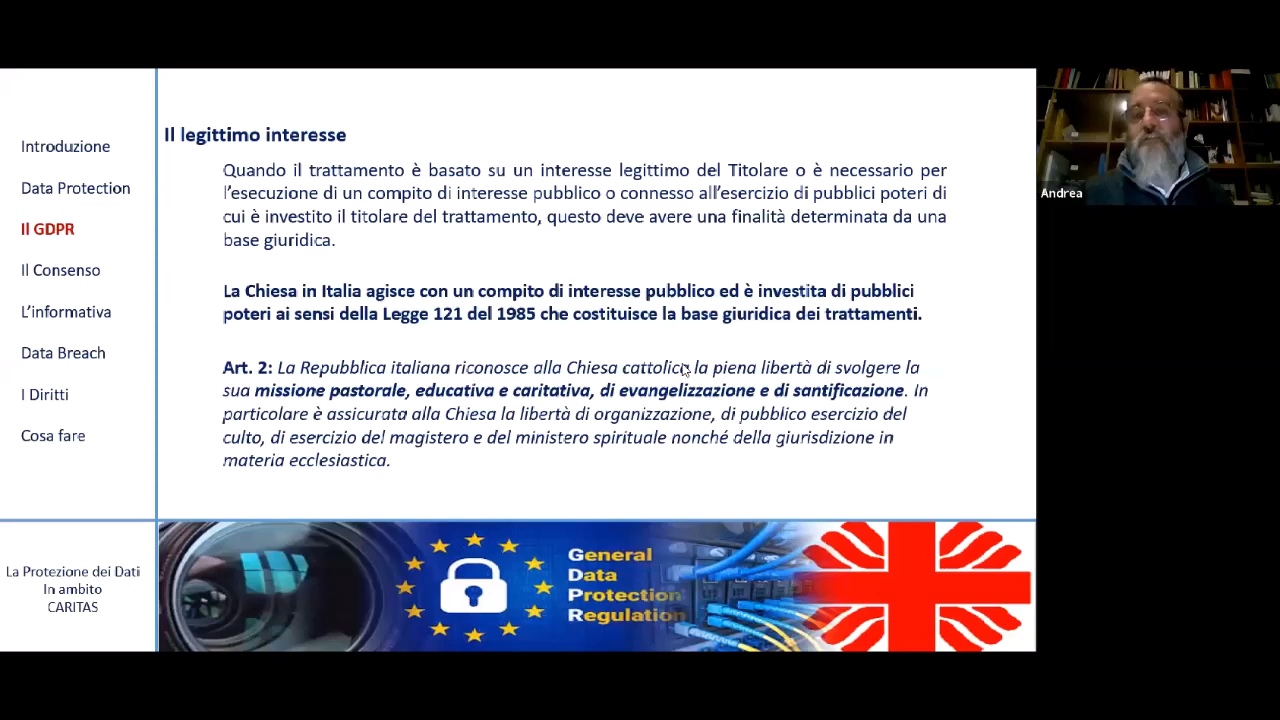 Introduzione
Data Protection
Il GDPR
Il Consenso
L'informativa
Data Breach
I Diritti
Cosa fare
La Protezione dei Dati
In ambito
CARITAS
Il legittimo interesse
Quando il trattamento è basato su un interesse legittimo del Titolare o è necessario per
l'esecuzione di un compito di interesse pubblico o connesso all'esercizio di pubblici poteri di
cui è investito il titolare del trattamento, questo deve avere una finalità determinata da una
base giuridica.
La Chiesa in Italia agisce con un compito di interesse pubblico ed è investita di pubblici
poteri ai sensi della Legge 121 del 1985 che costituisce la base giuridica dei trattamenti.
Art. 2: La Repubblica italiana riconosce alla Chiesa cattolica la piena libertà di svolgere la
sua missione pastorale, educativa e caritativa, di evangelizzazione e di santificazione. In
particolare è assicurata alla Chiesa la libertà di organizzazione, di pubblico esercizio del
culto, di esercizio del magistero e del ministero spirituale nonché della giurisdizione in
materia ecclesiastica.
General
Data
Protection
Regulation
Andrea